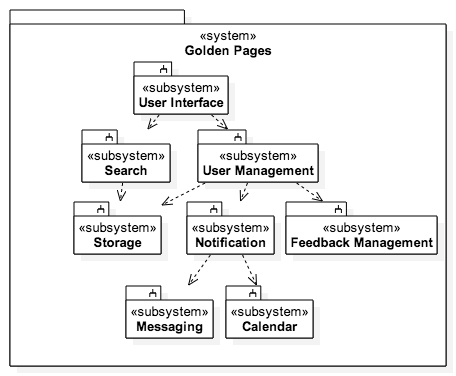 «system»
Golden Pages
«subsystem»
User Interface
«subsystem»
Search
«subsystem»
User Management
«subsystem»
Storage
«subsystem»
Notification
«subsystem»
Feedback Management
«subsystem»
Messaging
«subsystem»
Calendar